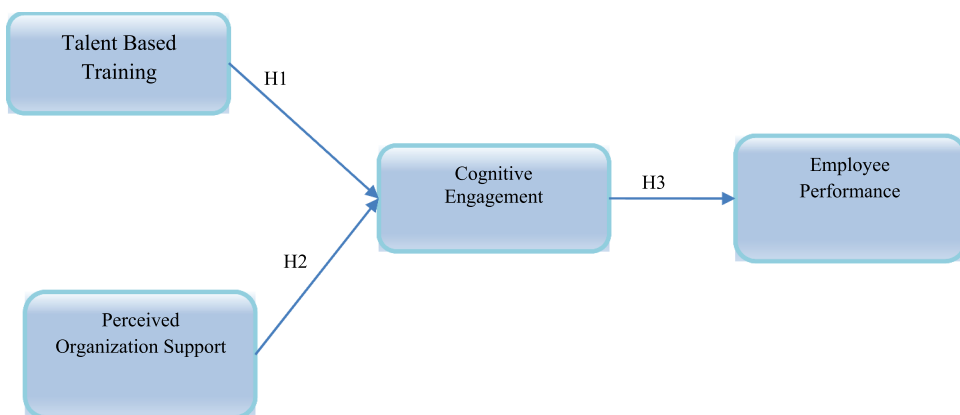 Talent Based
Training
H1
Cognitive
Engagement
H3
Employee
Performance
H2
Perceived
Organization Support